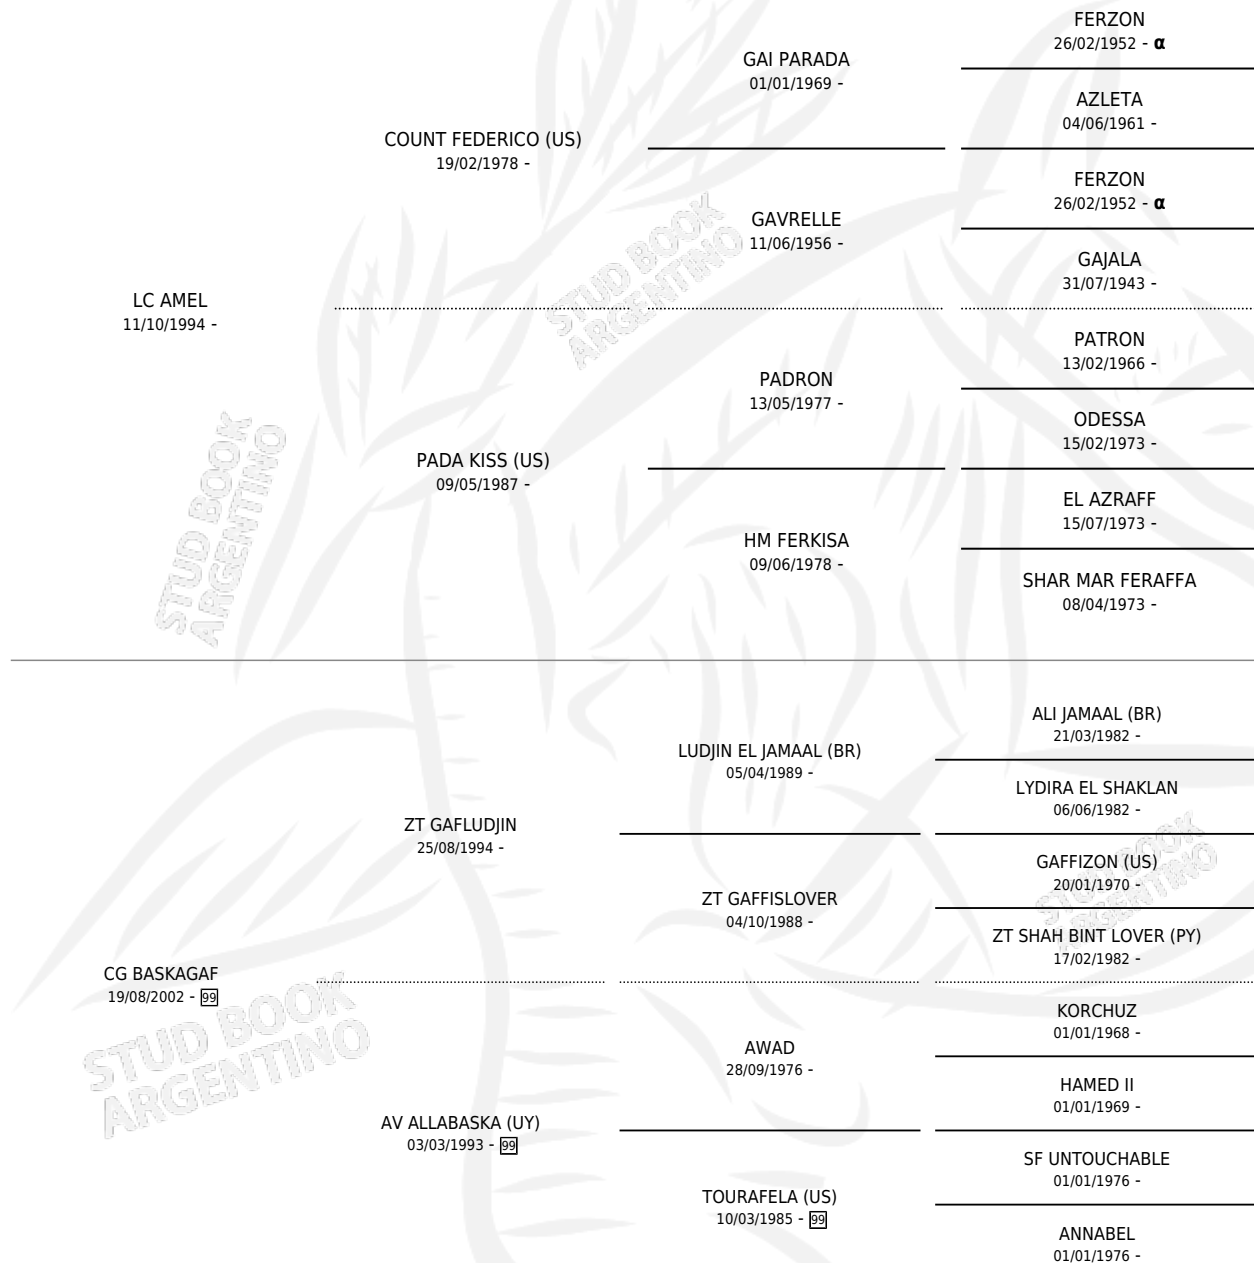 FERZON
26/02/1952 - α
GAI PARADA
01/01/1969 -
AZLETA
04/06/1961 -
COUNT FEDERICO (US)
19/02/1978 -
FERZON
26/02/1952 - α
GAVRELLE
11/06/1956 -
GAJALA
31/07/1943 -
LC AMEL
11/10/1994 -
PATRON
13/02/1966 -
PADRON
13/05/1977 -
ODESSA
15/02/1973 -
PADA KISS (US)
09/05/1987 -
EL AZRAFF
15/07/1973 -
HM FERKISA
09/06/1978 -
SHAR MAR FERAFFA
08/04/1973 -
ALI JAMAAL (BR)
21/03/1982 -
LUDJIN EL JAMAAL (BR)
05/04/1989 -
LYDIRA EL SHAKLAN
06/06/1982 -
ZT GAFLUDJIN
25/08/1994 -
GAFFIZON (US)
20/01/1970 -
ZT GAFFISLOVER
04/10/1988 -
ZT SHAH BINT LOVER (PY)
17/02/1982 -
CG BASKAGAF
19/08/2002 - 99
KORCHUZ
01/01/1968 -
AWAD
28/09/1976 -
HAMED II
01/01/1969 -
AV ALLABASKA (UY)
03/03/1993 - 99
SF UNTOUCHABLE
01/01/1976 -
TOURAFELA (US)
10/03/1985 - 99
ANNABEL
01/01/1976 -
STUD BOOK
ARGENTINO
STUD BOOK
ARGENTINO
STUD BOOK
ARGENTINO
STUD BOOK
ARGENTINO